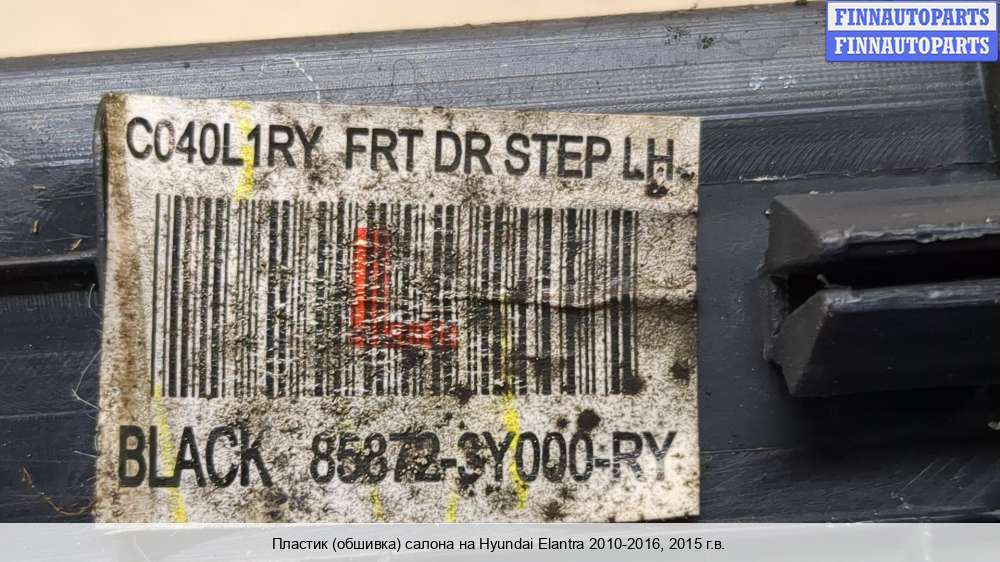 FINNAUTOPARTS
FINNAUTOPARTS
C040L1RY FRT DR STEP LH
L
BLACK 85872-3Y000-RY
Пластик (обшивка) салона на Hyundai Elantra 2010-2016, 2015 г.в.